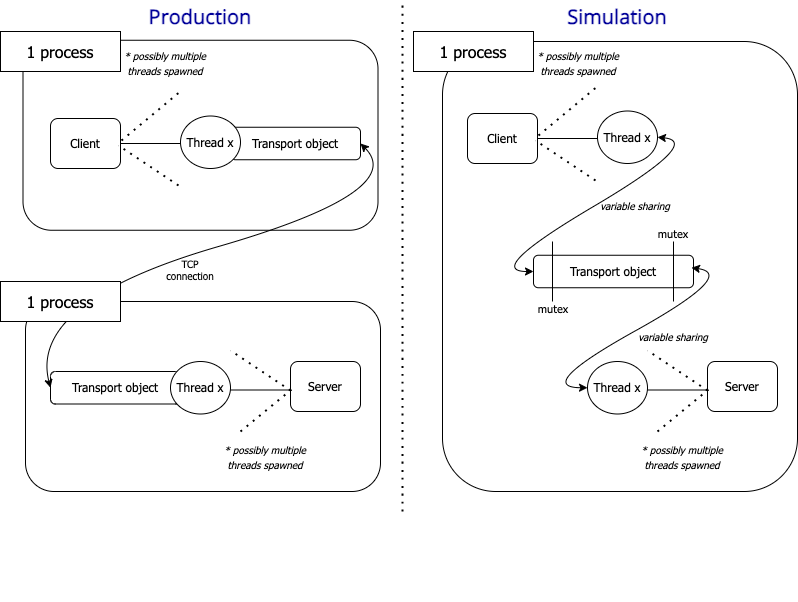 Production
1 process
* possibly multiple
threads spawned
Client
Thread x
Transport object
TCP
connection
1 process
Transport object
Thread x
Server
* possibly multiple
threads spawned
Simulation
1 process
* possibly multiple
threads spawned
Client
Thread x
variable sharing
mutex
Transport object
mutex
variable sharing
Thread x
Server
* possibly multiple
threads spawned